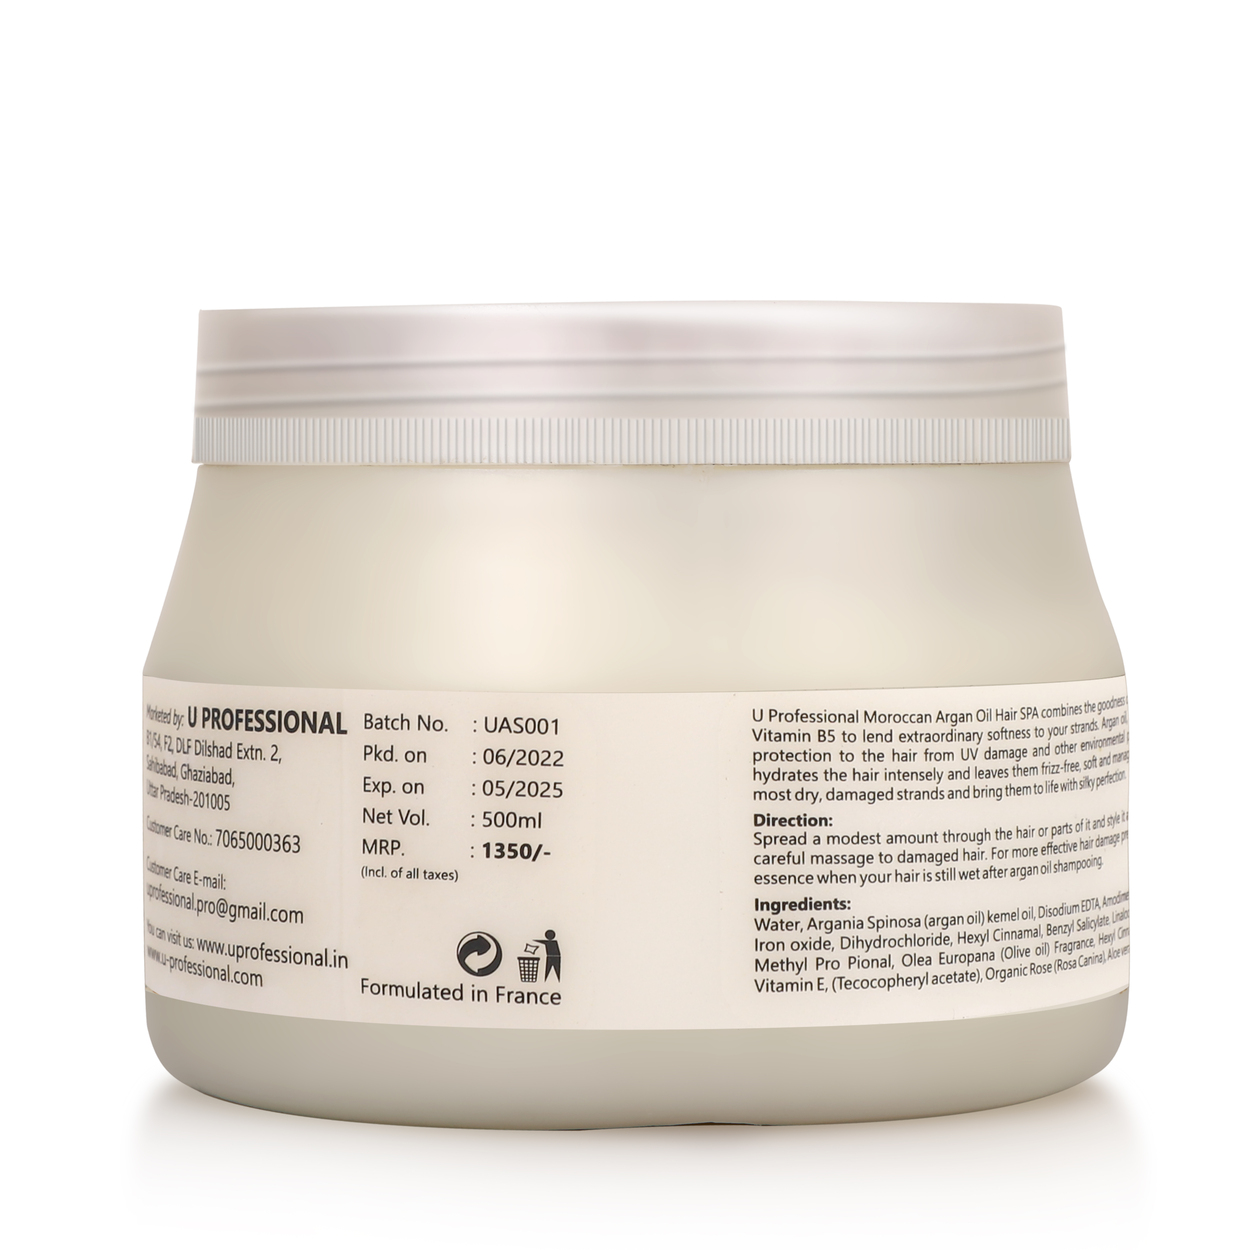 Marketed by: U PROFESSIONAL
B1/54, F2, DLF Dilshad Extn. 2,
Sahibabad, Ghaziabad,
Uttar Pradesh-201005
Customer Care No.: 7065000363
Customer Care E-mail:
uprofessional.pro@gmail.com
You can visit us: www.uprofessional.in
www.u-professional.com
Batch No. : UAS001
Pkd. on : 06/2022
Exp. on : 05/2025
Net Vol. : 500ml
MRP. : 1350/-
(Incl. of all taxes)
Formulated in France
U Professional Moroccan Argan Oil Hair SPA combines the goodness
Vitamin B5 to lend extraordinary softness to your strands. Argan oil,
protection to the hair from UV damage and other environmental
hydrates the hair intensely and leaves them frizz-free, soft and
most dry, damaged strands and bring them to life with silky perfection.
Direction:
Spread a modest amount through the hair or parts of it and style it
careful massage to damaged hair. For more effective hair damage
essence when your hair is still wet after argan oil shampooing.
Ingredients:
Water, Argania Spinosa (argan oil) kernel oil, Disodium EDTA,
Iron oxide, Dihydrochloride, Hexyl Cinnamal, Benzyl Salicylate,
Methyl Pro Pional, Olea Europana (Olive oil) Fragrance, Hexyl
Vitamin E, (Tecocopheryl acetate), Organic Rose (Rosa Canina), Aloe